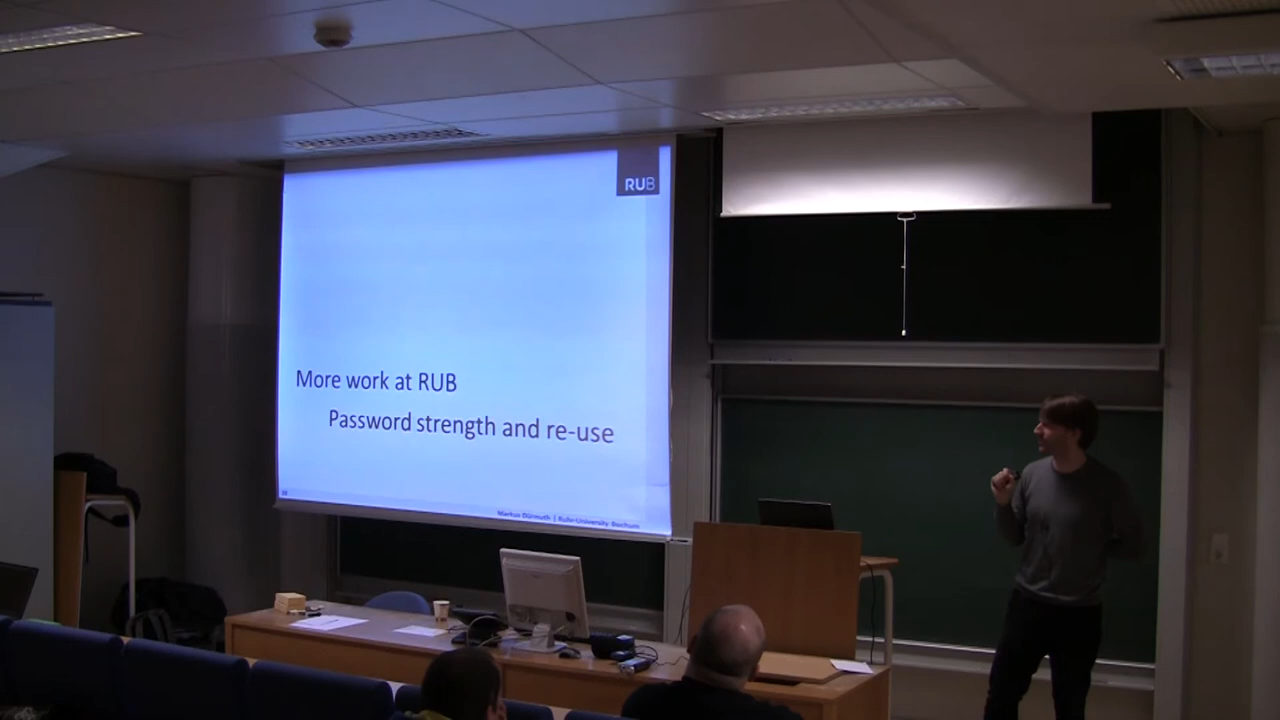 RUB
More work at RUB
Password strength and re-use
Markus Dürmuth | Ruhr-University Bochum